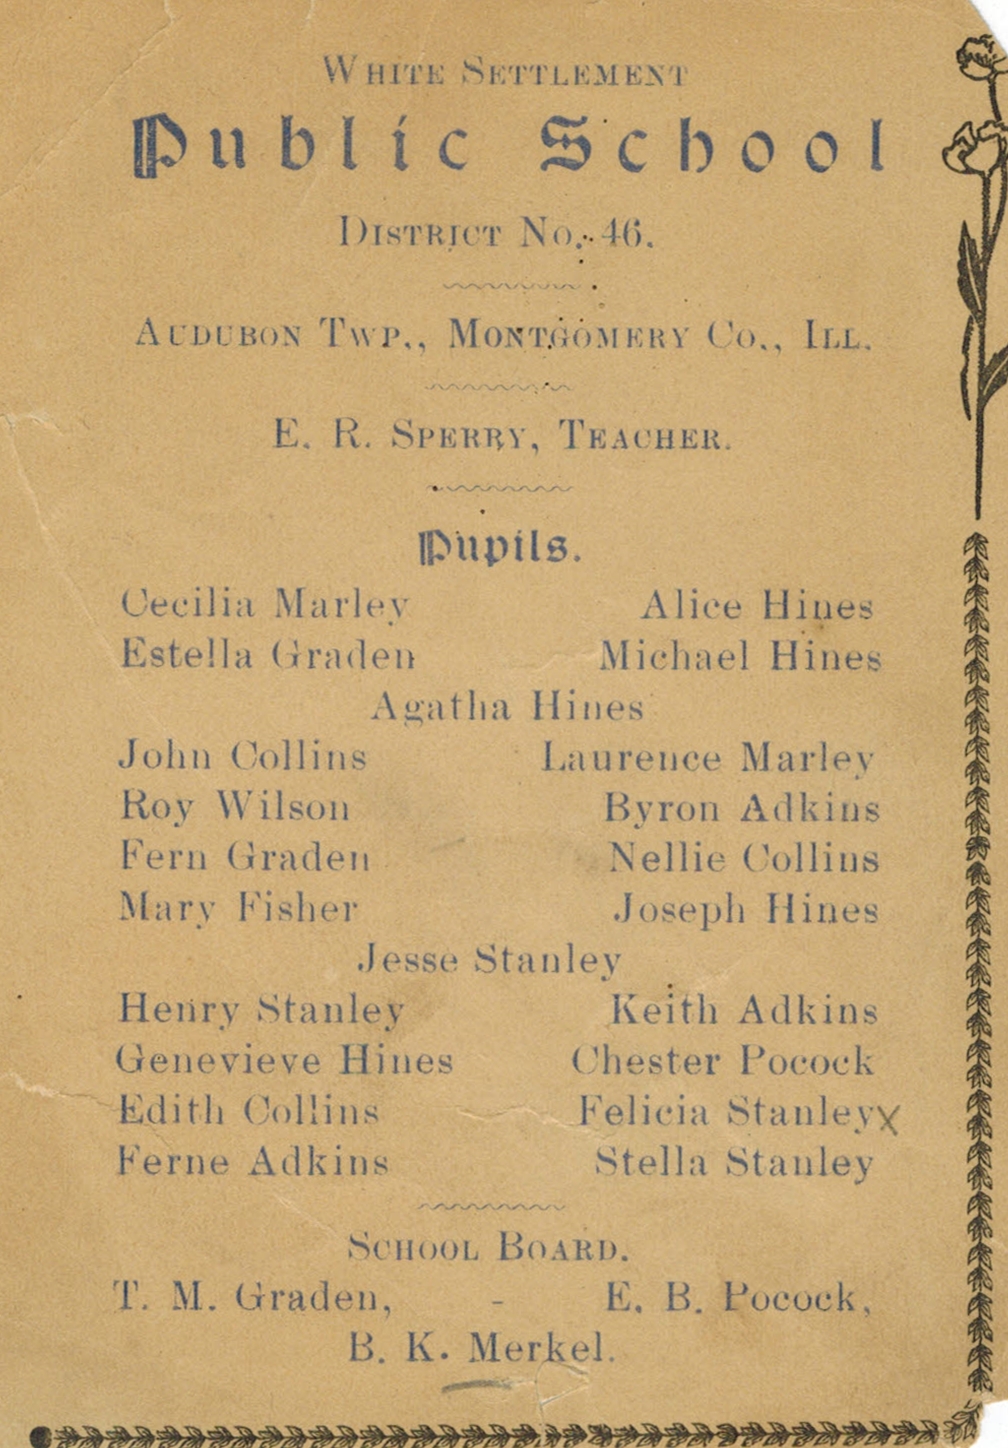 White Settlement
Public School
District No. 46.
Audubon Twp., Montgomery Co., Ill.
E. R. Sperry, Teacher.
Pupils.
Cecilia Marley Alice Hines
Estella Graden Michael Hines
Agatha Hines
John Collins Laurence Marley
Roy Wilson Byron Adkins
Fern Graden Nellie Collins
Mary Fisher Joseph Hines
Jesse Stanley
Henry Stanley Keith Adkins
Genevieve Hines Chester Pocock
Edith Collins Felicia Stanley x
Ferne Adkins Stella Stanley
School Board.
T. M. Graden, - E. B. Pocock,
B. K. Merkel.